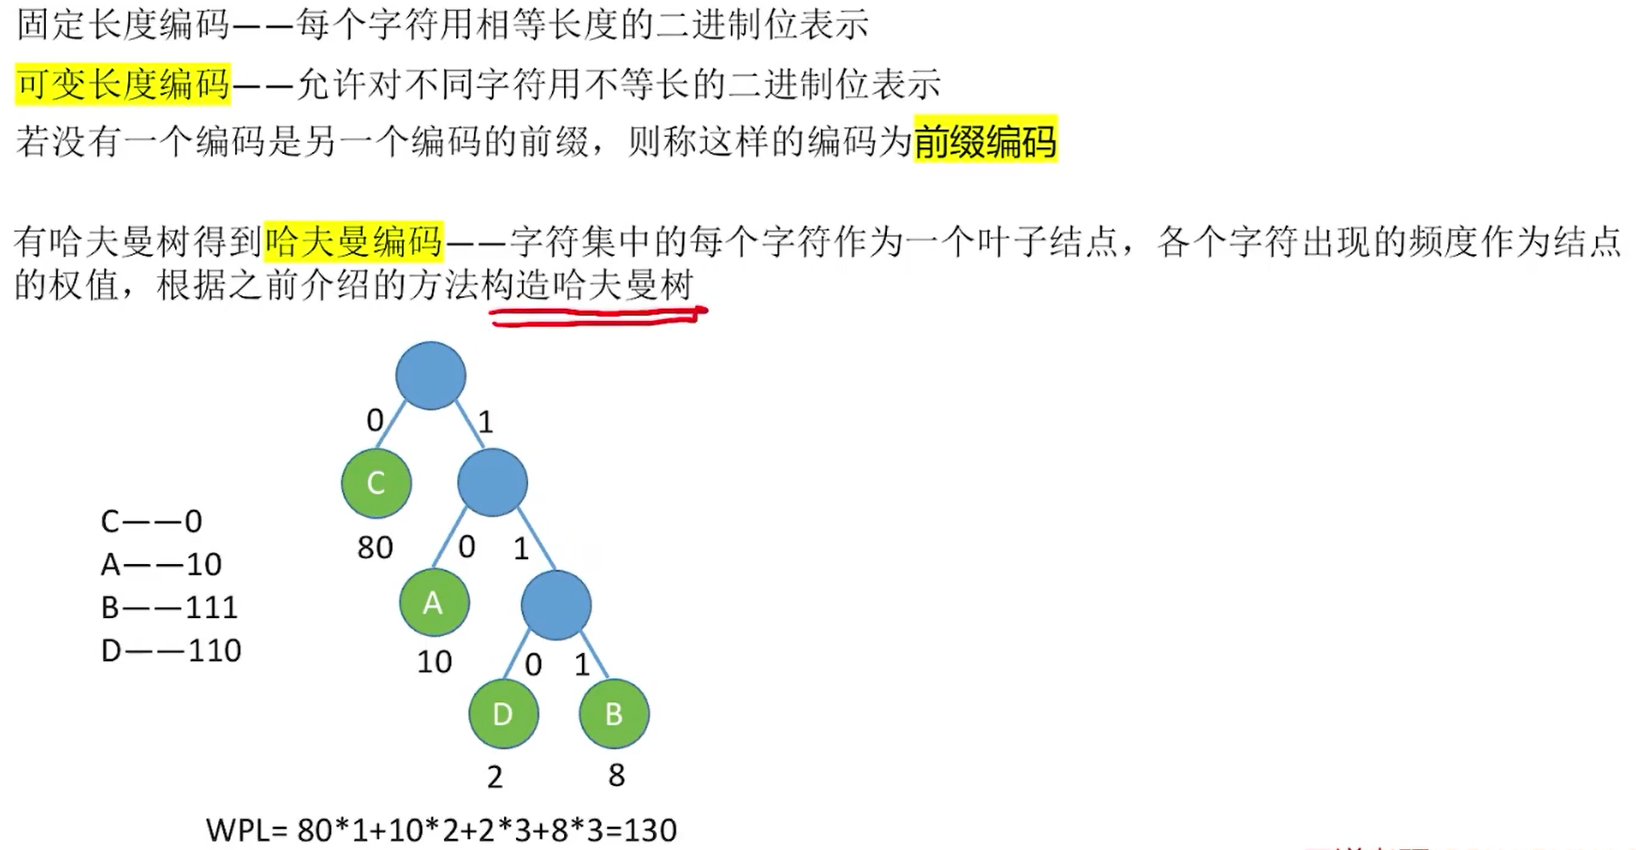 固定长度编码——每个字符用相等长度的二进制位表示
可变长度编码——允许对不同字符用不等长的二进制位表示
若没有一个编码是另一个编码的前缀，则称这样的编码为前缀编码
有哈夫曼树得到哈夫曼编码——字符集中的每个字符作为一个叶子结点，各个字符出现的频度作为结点
的权值，根据之前介绍的方法构造哈夫曼树
0 1
C
80 0 1
A
10 0 1
D B
2 8
C——0
A——10
B——111
D——110
WPL= 80*1+10*2+2*3+8*3=130